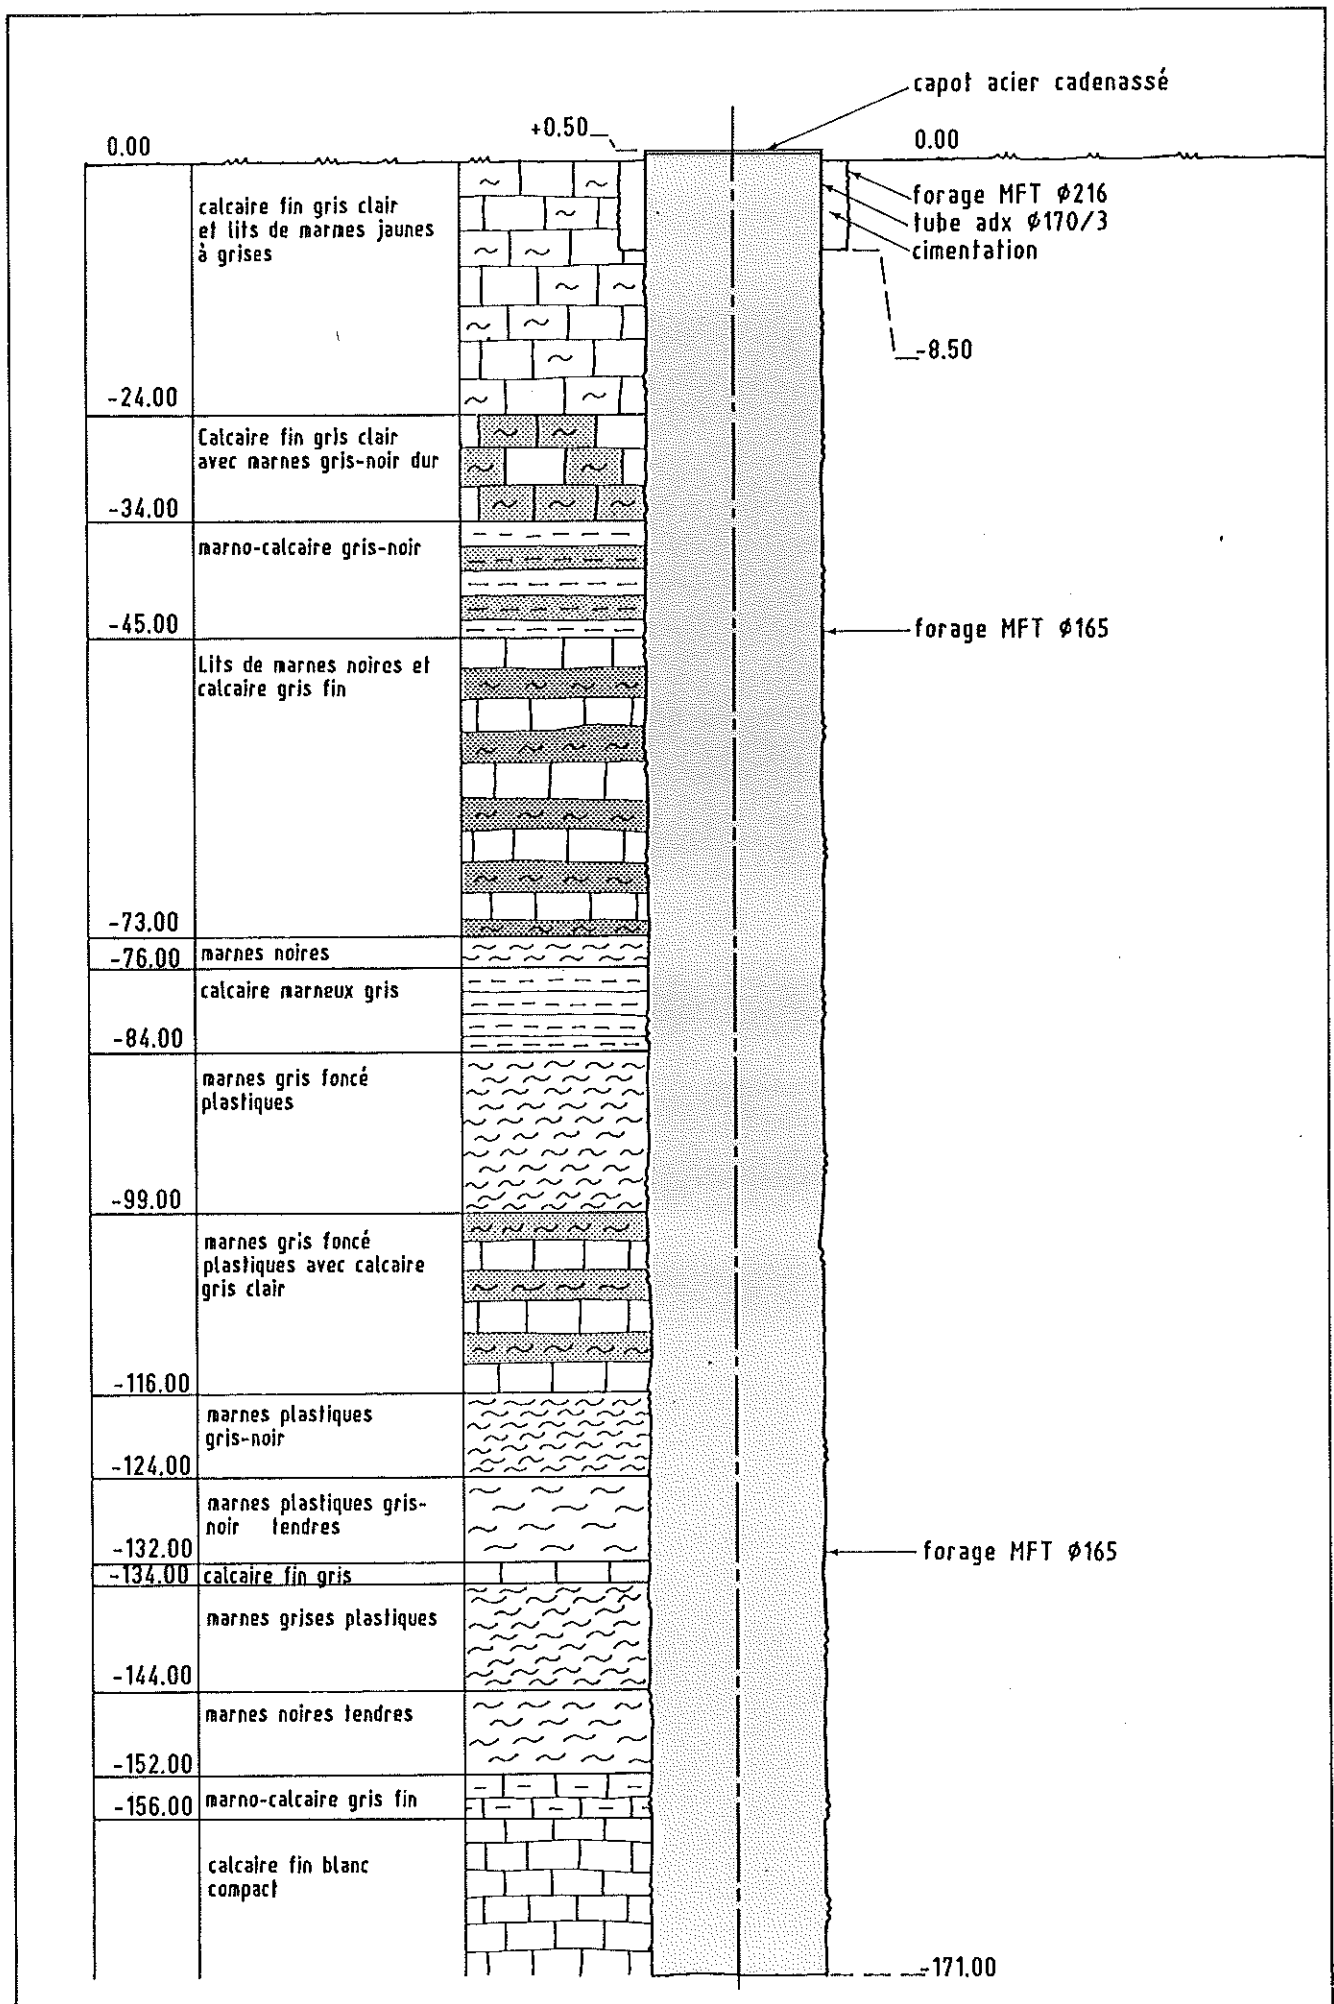 capot acier cadenassé
+0.50
0.00
0.00
forage MFT Ø216
tube adx Ø170/3
cimentation
calcaire fin gris clair
et lits de marnes jaunes
à grises
-8.50
-24.00
Calcaire fin gris clair
avec marnes gris-noir dur
-34.00
marno-calcaire gris-noir
-45.00
forage MFT Ø165
Lits de marnes noires et
calcaire gris fin
-73.00
marnes noires
-76.00
calcaire marneux gris
-84.00
marnes gris foncé
plastiques
-99.00
marnes gris foncé
plastiques avec calcaire
gris clair
-116.00
marnes plastiques
gris-noir
-124.00
marnes plastiques gris-
noir tendres
-132.00
forage MFT Ø165
-134.00
calcaire fin gris
marnes grises plastiques
-144.00
marnes noires tendres
-152.00
marno-calcaire gris fin
-156.00
calcaire fin blanc
compact
-171.00